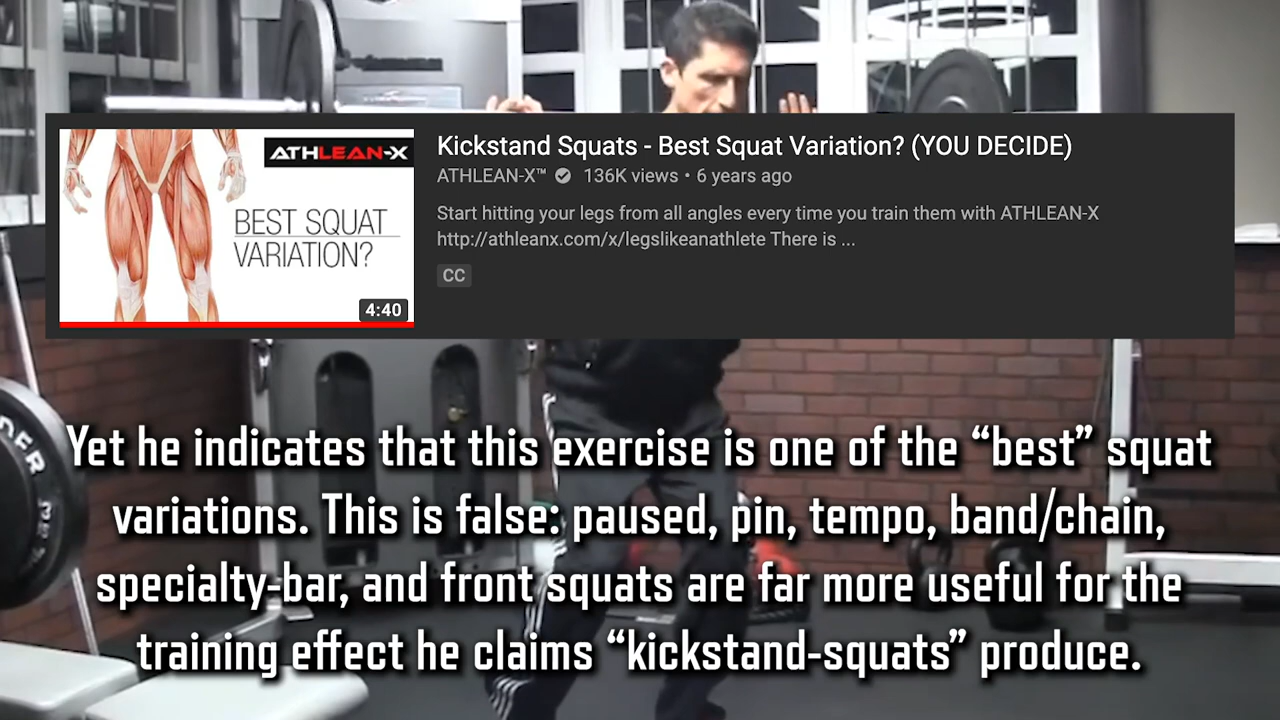 ATHLEAN-X
BEST SQUAT
VARIATION?
4:40
Kickstand Squats - Best Squat Variation? (YOU DECIDE)
ATHLEAN-X™ 136K views • 6 years ago
Start hitting your legs from all angles every time you train them with ATHLEAN-X
http://athleanx.com/x/legslikeanathlete There is ...
CC
Yet he indicates that this exercise is one of the “best” squat
variations. This is false: paused, pin, tempo, band/chain,
specialty-bar, and front squats are far more useful for the
training effect he claims “kickstand-squats” produce.